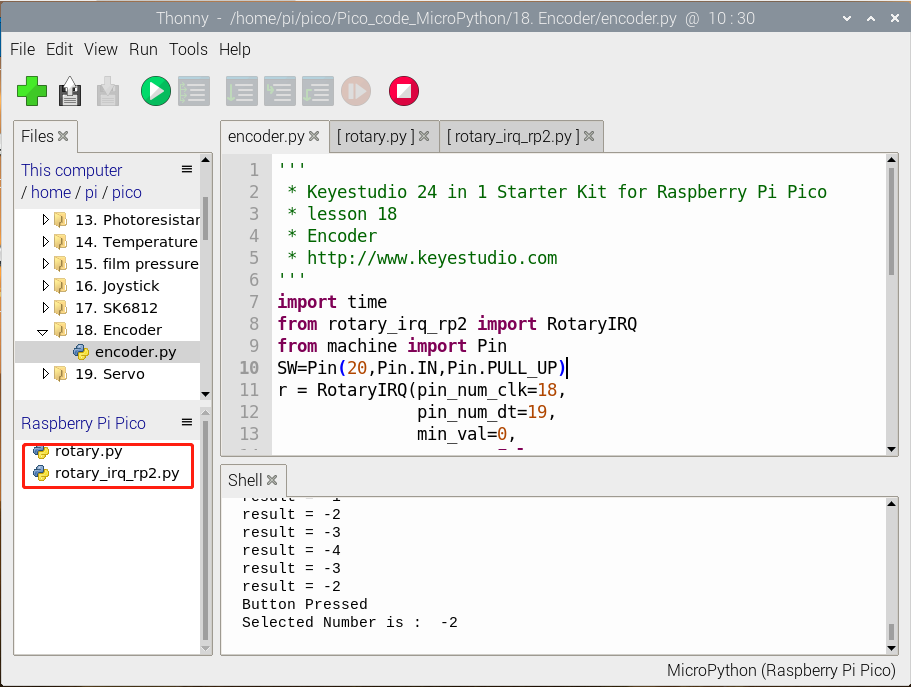 Thonny - /home/pi/pico/Pico_code_MicroPython/18. Encoder/encoder.py @ 10 : 30
File Edit View Run Tools Help
Files
This computer
/ home / pi / pico
13. Photoresistar
14. Temperature
15. film pressure
16. Joystick
17. SK6812
18. Encoder
encoder.py
19. Servo
Raspberry Pi Pico
rotary.py
rotary_irq_rp2.py
encoder.py [ rotary.py ] [ rotary_irq_rp2.py ]
1 '''
2 * Keyestudio 24 in 1 Starter Kit for Raspberry Pi Pico
3 * lesson 18
4 * Encoder
5 * http://www.keyestudio.com
6 '''
7 import time
8 from rotary_irq_rp2 import RotaryIRQ
9 from machine import Pin
10 SW=Pin(20,Pin.IN,Pin.PULL_UP)
11 r = RotaryIRQ(pin_num_clk=18,
12 pin_num_dt=19,
13 min_val=0,
Shell
result = -2
result = -3
result = -4
result = -3
result = -2
Button Pressed
Selected Number is : -2
MicroPython (Raspberry Pi Pico)